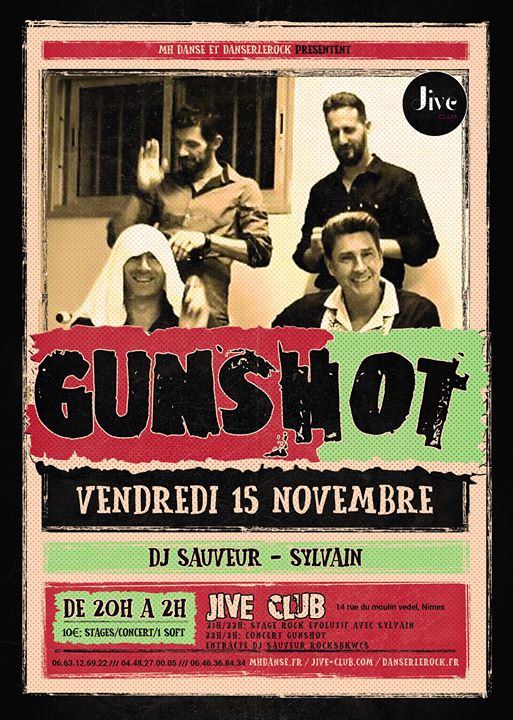 MH DANSE ET DANSERLEROCK PRESENTENT
Jive
CLUB
GUNSHOT
VENDREDI 15 NOVEMBRE
DJ SAUVEUR - SYLVAIN
DE 20H A 2H
10€: STAGES/CONCERT/1 SOFT
JIVE CLUB 14 rue du moulin vedel, Nimes
21H/22H: STAGE ROCK EVOLUTIF AVEC SYLVAIN
22H/2H: CONCERT GUNSHOT
ENTRACTE DJ SAUVEUR ROCKSBKWCS
06.63.12.69.22 /// 04.48.27.00.05 /// 06.46.36.84.34 MHDANSE.FR / JIVE-CLUB.COM / DANSERLEROCK.FR